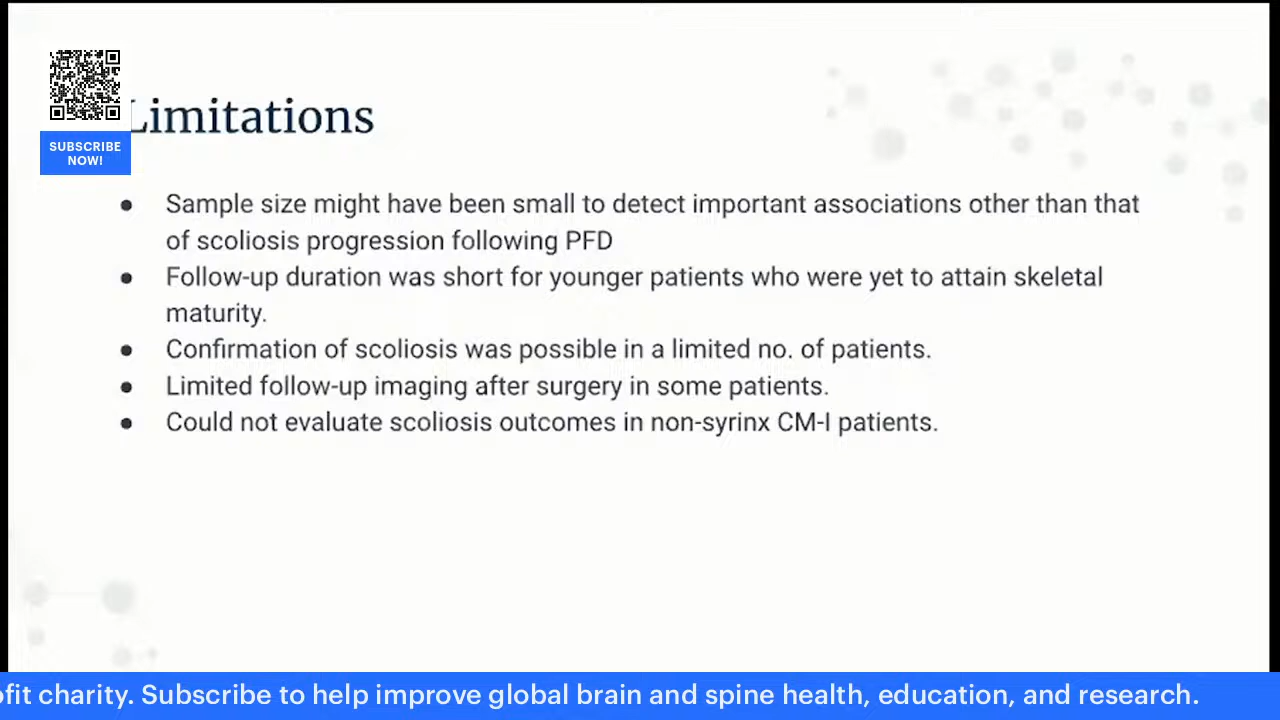 SUBSCRIBE
NOW!
Limitations
● Sample size might have been small to detect important associations other than that
of scoliosis progression following PFD
● Follow-up duration was short for younger patients who were yet to attain skeletal
maturity.
● Confirmation of scoliosis was possible in a limited no. of patients.
● Limited follow-up imaging after surgery in some patients.
● Could not evaluate scoliosis outcomes in non-syrinx CM-I patients.
ofit charity. Subscribe to help improve global brain and spine health, education, and research.